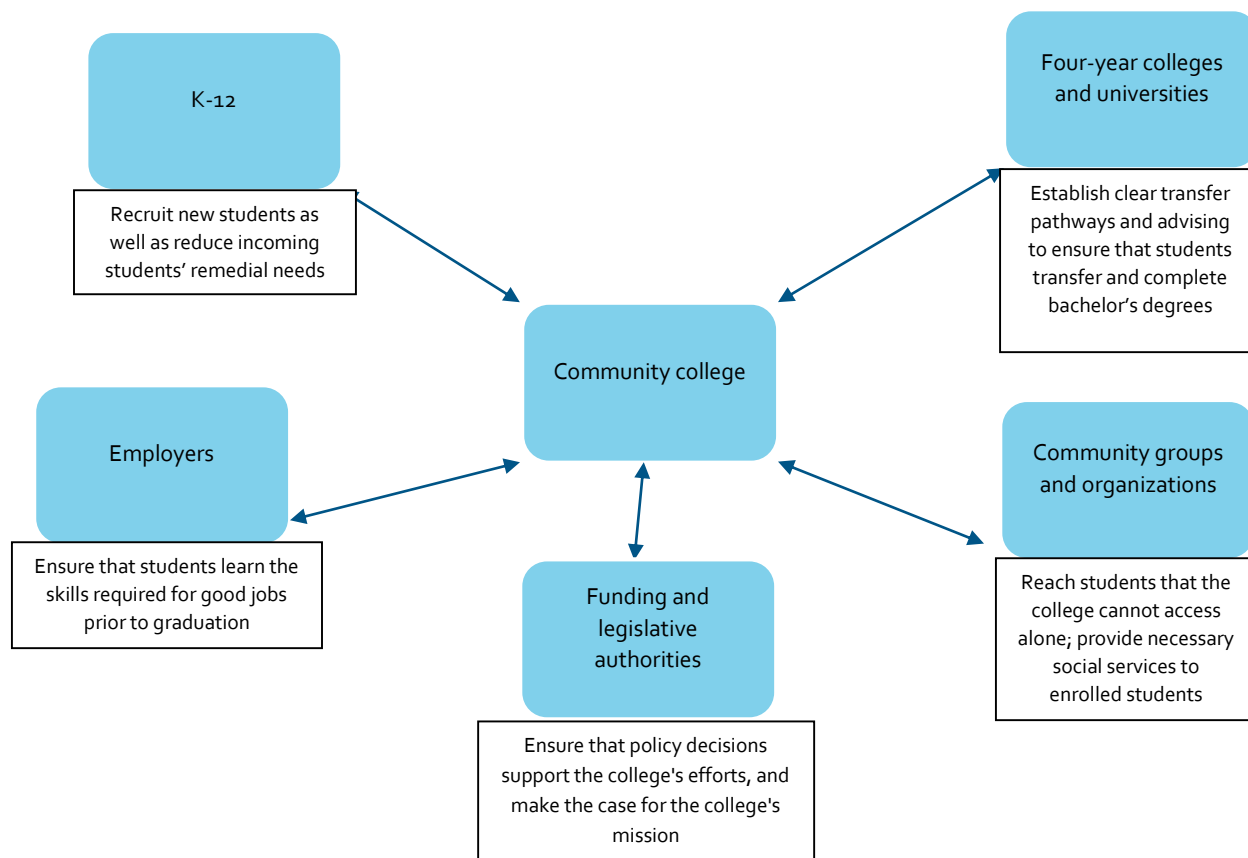 K-12
Recruit new students as
well as reduce incoming
students’ remedial needs
Four-year colleges
and universities
Establish clear transfer
pathways and advising
to ensure that students
transfer and complete
bachelor’s degrees
Community college
Employers
Ensure that students learn the
skills required for good jobs
prior to graduation
Funding and
legislative
authorities
Ensure that policy decisions
support the college's efforts, and
make the case for the college's
mission
Community groups
and organizations
Reach students that the
college cannot access
alone; provide necessary
social services to
enrolled students